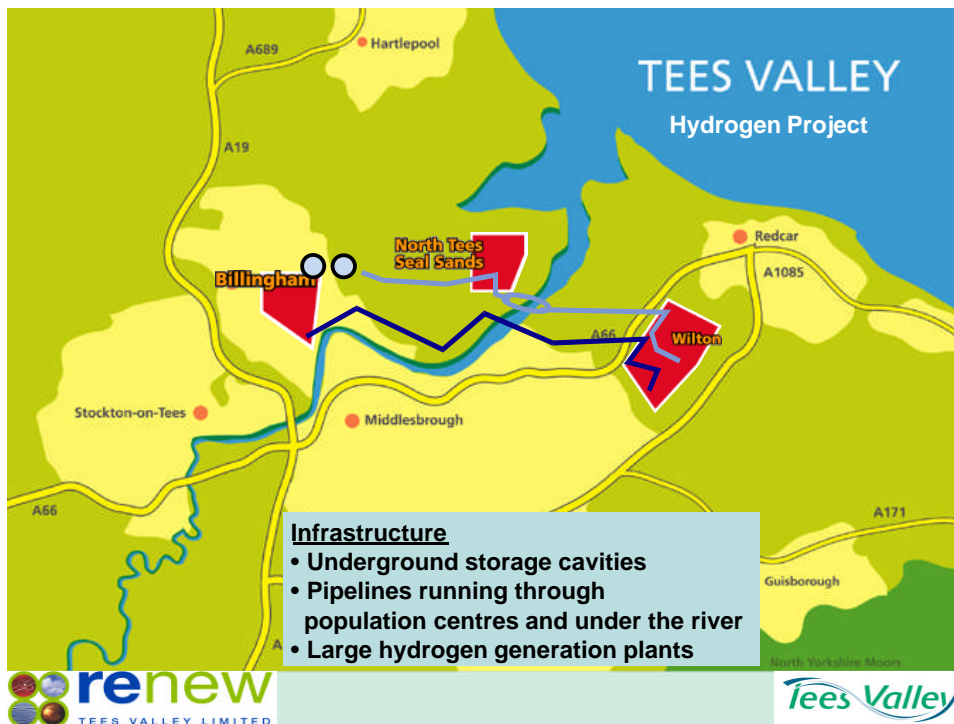 A689
Hartlepool
TEES VALLEY
Hydrogen Project
A19
North Tees
Seal Sands
Redcar
Billingham
A1085
A66
Wilton
Stockton-on-Tees
Middlesbrough
A66
A171
Infrastructure
• Underground storage cavities
• Pipelines running through
population centres and under the river
• Large hydrogen generation plants
Guisborough
A
North Yorkshire Moors
renew
TEES VALLEY LIMITED
Tees Valley